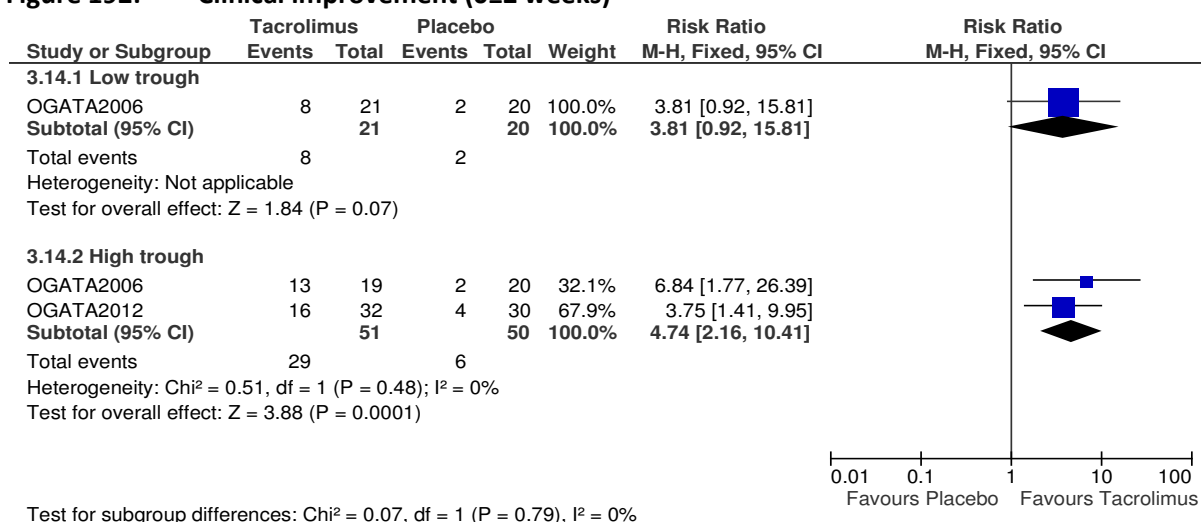 Tacrolimus Placebo Risk Ratio Risk Ratio
Study or Subgroup Events Total Events Total Weight M-H, Fixed, 95% CI M-H, Fixed, 95% CI
3.14.1 Low trough
OGATA2006 8 21 2 20 100.0% 3.81 [0.92, 15.81]
Subtotal (95% CI) 21 20 100.0% 3.81 [0.92, 15.81]
Total events 8 2
Heterogeneity: Not applicable
Test for overall effect: Z = 1.84 (P = 0.07)
3.14.2 High trough
OGATA2006 13 19 2 20 32.1% 6.84 [1.77, 26.39]
OGATA2012 16 32 4 30 67.9% 3.75 [1.41, 9.95]
Subtotal (95% CI) 51 50 100.0% 4.74 [2.16, 10.41]
Total events 29 6
Heterogeneity: Chi² = 0.51, df = 1 (P = 0.48); I² = 0%
Test for overall effect: Z = 3.88 (P = 0.0001)
0.01 0.1 1 10 100
Favours Placebo Favours Tacrolimus
Test for subgroup differences: Chi² = 0.07, df = 1 (P = 0.79), I² = 0%